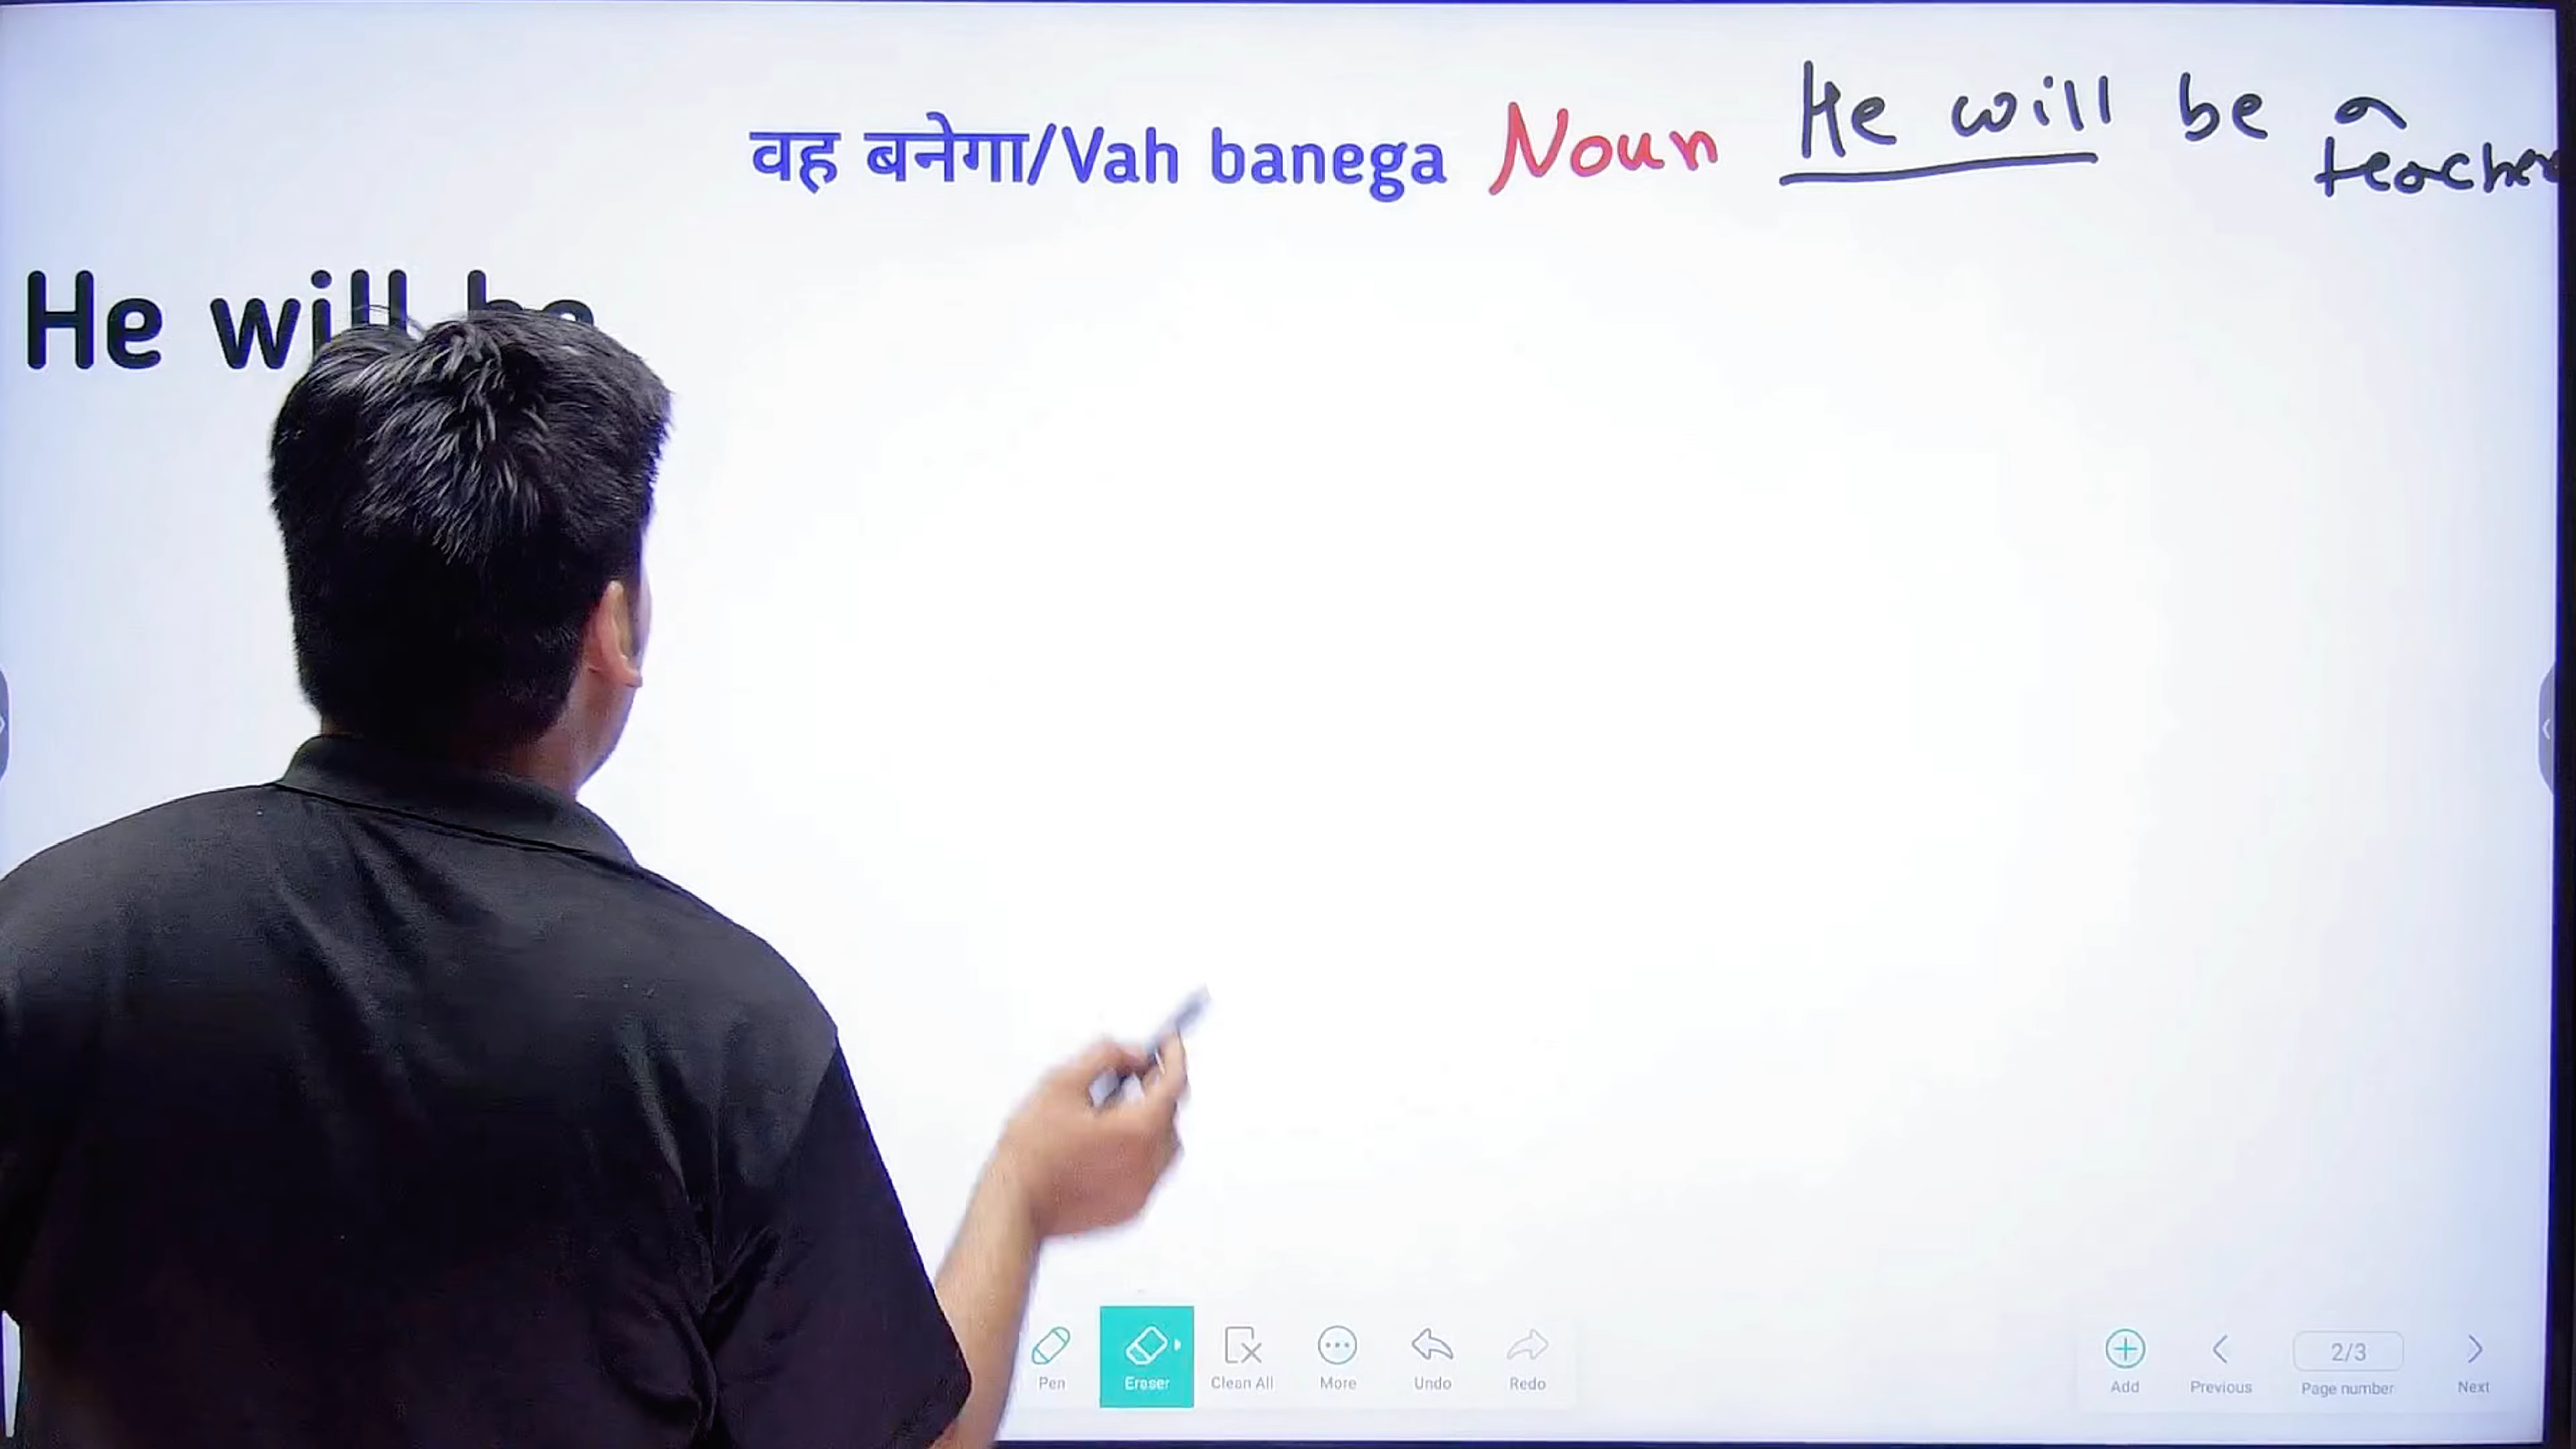 वह बनेगा/Vah banega Noun He will be a
teacher
He will be
Pen Eraser Clean All More Undo Redo
Add Previous 2/3 Page number Next